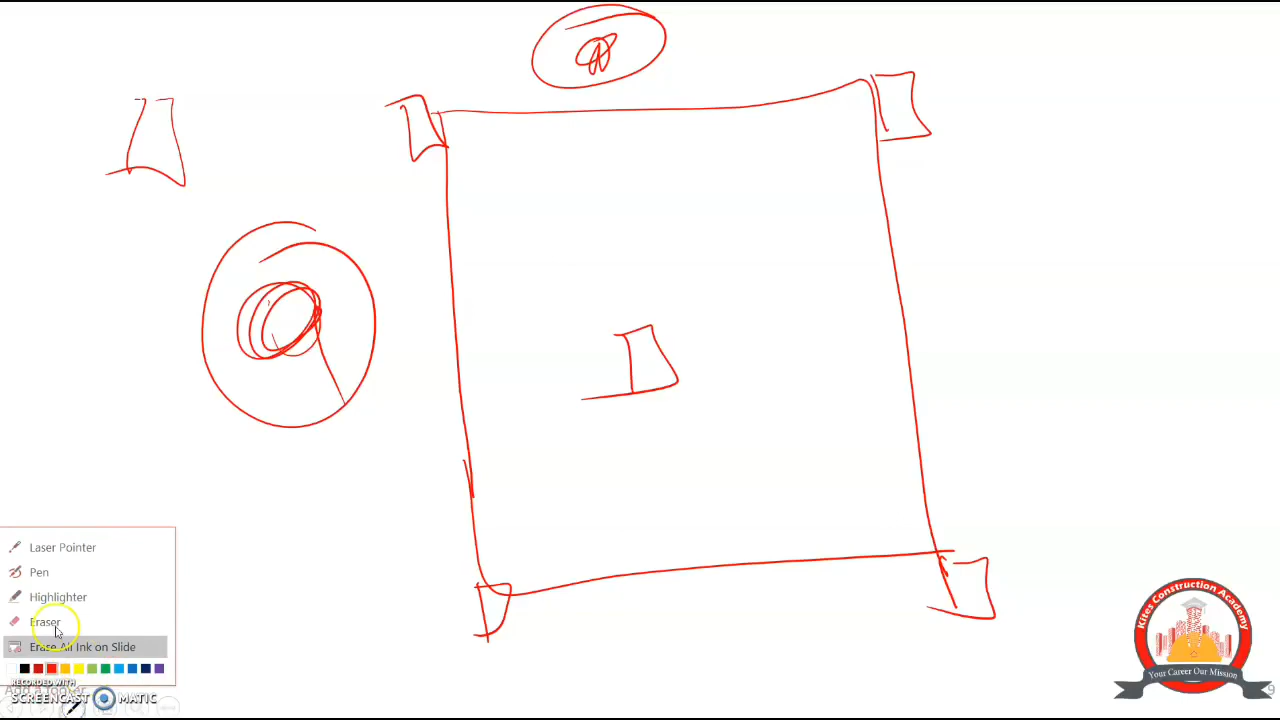 Laser Pointer
Pen
Highlighter
Eraser
Erase All Ink on Slide
RECORDED WITH
SCREENCAST MATIC
Kites Construction Academy
Your Career Our Mission
9